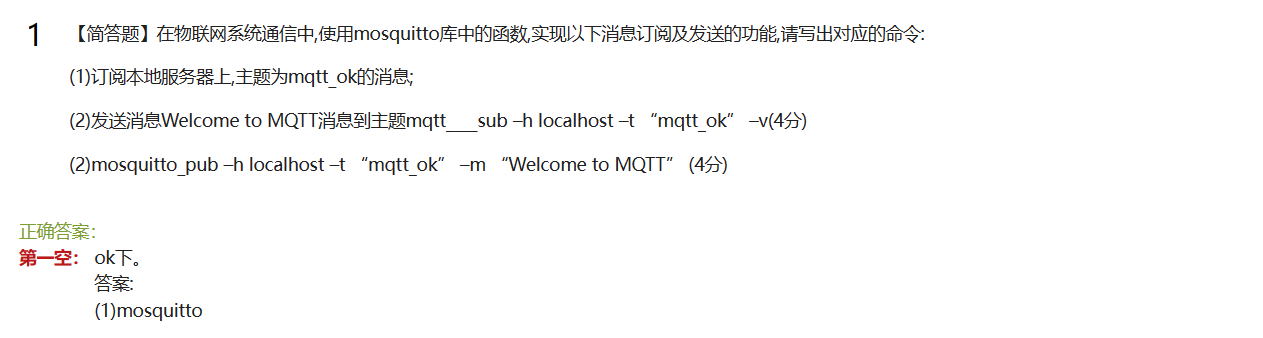 1 【简答题】在物联网系统通信中,使用mosquitto库中的函数,实现以下消息订阅及发送的功能,请写出对应的命令:
(1)订阅本地服务器上,主题为mqtt_ok的消息;
(2)发送消息Welcome to MQTT消息到主题mqtt___sub –h localhost –t “mqtt_ok” –v(4分)
(2)mosquitto_pub –h localhost –t “mqtt_ok” –m “Welcome to MQTT” (4分)
正确答案:
第一空: ok下。
答案:
(1)mosquitto